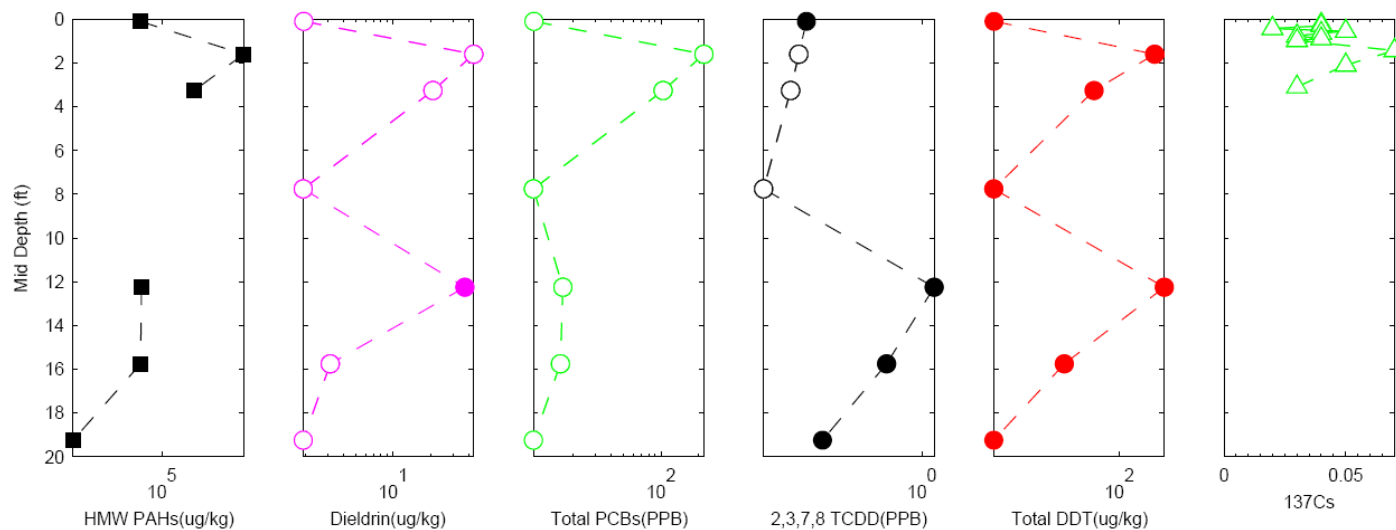 Mid Depth (ft)
0
2
4
6
8
10
12
14
16
18
20
10^5
HMW PAHs(ug/kg)
10^1
Dieldrin(ug/kg)
10^2
Total PCBs(PPB)
10^0
2,3,7,8 TCDD(PPB)
10^2
Total DDT(ug/kg)
0 0.05
137Cs